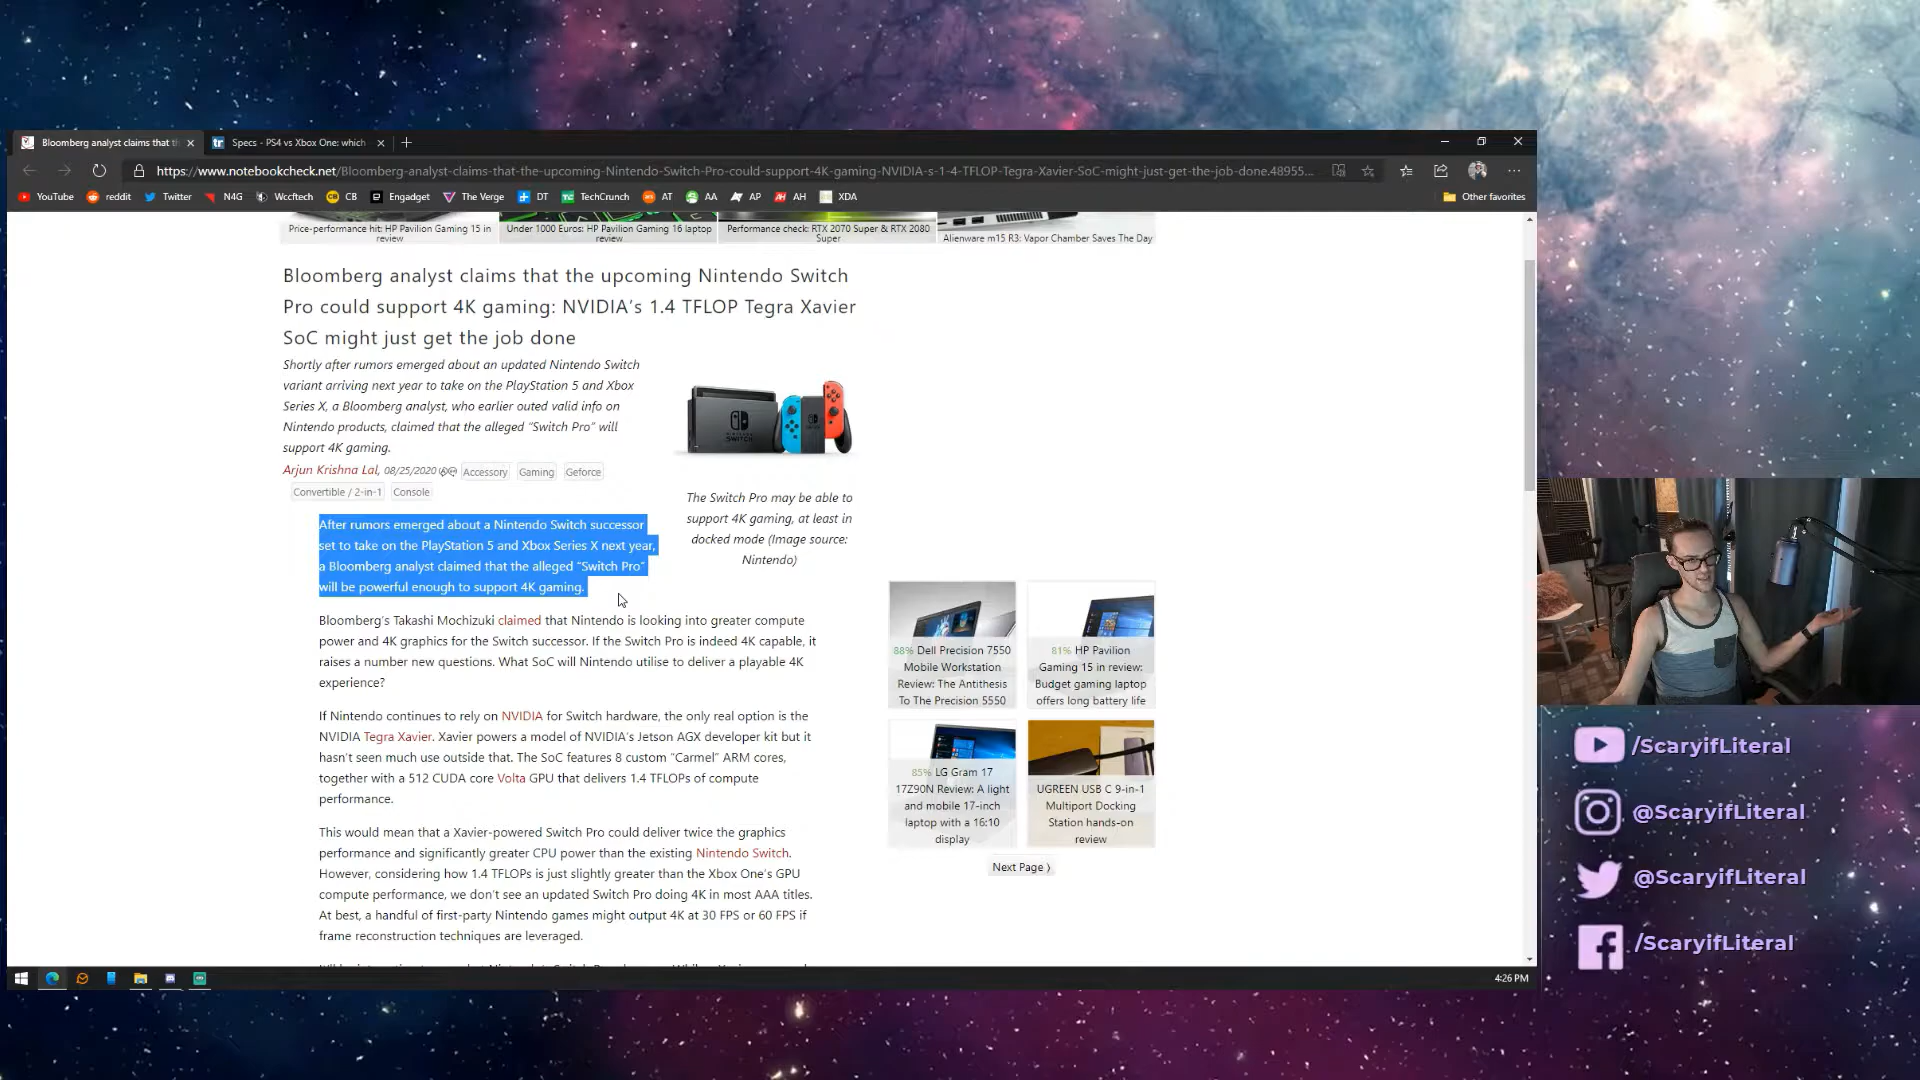 Bloomberg analyst claims that th
Specs - PS4 vs Xbox One: which
https://www.notebookcheck.net/Bloomberg-analyst-claims-that-the-upcoming-Nintendo-Switch-Pro-could-support-4K-gaming-NVIDIA-s-1-4-TFLOP-Tegra-Xavier-SoC-might-just-get-the-job-done.48955...
YouTube reddit Twitter N4G Wccftech CB Engadget The Verge DT TechCrunch AT AA AP AH XDA Other favorites
Price-performance hit: HP Pavilion Gaming 15 in
review
Under 1000 Euros: HP Pavilion Gaming 16 laptop
review
Performance check: RTX 2070 Super & RTX 2080
Super
Alienware m15 R3: Vapor Chamber Saves The Day
Bloomberg analyst claims that the upcoming Nintendo Switch
Pro could support 4K gaming: NVIDIA's 1.4 TFLOP Tegra Xavier
SoC might just get the job done
Shortly after rumors emerged about an updated Nintendo Switch
variant arriving next year to take on the PlayStation 5 and Xbox
Series X, a Bloomberg analyst, who earlier outed valid info on
Nintendo products, claimed that the alleged “Switch Pro” will
support 4K gaming.
Arjun Krishna Lal, 08/25/2020 Accessory Gaming Geforce
Convertible / 2-in-1 Console
The Switch Pro may be able to
support 4K gaming, at least in
docked mode (Image source:
Nintendo)
After rumors emerged about a Nintendo Switch successor
set to take on the PlayStation 5 and Xbox Series X next year,
a Bloomberg analyst claimed that the alleged “Switch Pro”
will be powerful enough to support 4K gaming.
Bloomberg's Takashi Mochizuki claimed that Nintendo is looking into greater compute
power and 4K graphics for the Switch successor. If the Switch Pro is indeed 4K capable, it
raises a number new questions. What SoC will Nintendo utilise to deliver a playable 4K
experience?
If Nintendo continues to rely on NVIDIA for Switch hardware, the only real option is the
NVIDIA Tegra Xavier. Xavier powers a model of NVIDIA's Jetson AGX developer kit but it
hasn't seen much use outside that. The SoC features 8 custom “Carmel” ARM cores,
together with a 512 CUDA core Volta GPU that delivers 1.4 TFLOPs of compute
performance.
This would mean that a Xavier-powered Switch Pro could deliver twice the graphics
performance and significantly greater CPU power than the existing Nintendo Switch.
However, considering how 1.4 TFLOPs is just slightly greater than the Xbox One's GPU
compute performance, we don't see an updated Switch Pro doing 4K in most AAA titles.
At best, a handful of first-party Nintendo games might output 4K at 30 FPS or 60 FPS if
frame reconstruction techniques are leveraged.
88% Dell Precision 7550
Mobile Workstation
Review: The Antithesis
To The Precision 5550
81% HP Pavilion
Gaming 15 in review:
Budget gaming laptop
offers long battery life
85% LG Gram 17
17Z90N Review: A light
and mobile 17-inch
laptop with a 16:10
display
UGREEN USB C 9-in-1
Multiport Docking
Station hands-on
review
Next Page ⟩
4:26 PM
/ScaryifLiteral
@ScaryifLiteral
@ScaryifLiteral
/ScaryifLiteral